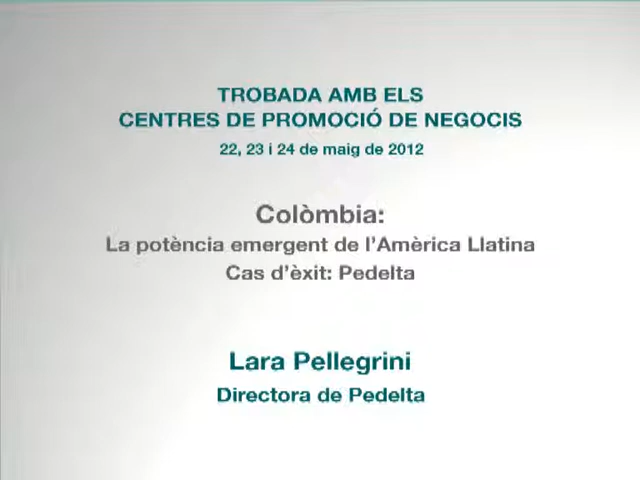 TROBADA AMB ELS
CENTRES DE PROMOCIÓ DE NEGOCIS
22, 23 i 24 de maig de 2012
Colòmbia:
La potència emergent de l’Amèrica Llatina
Cas d’èxit: Pedelta
Lara Pellegrini
Directora de Pedelta